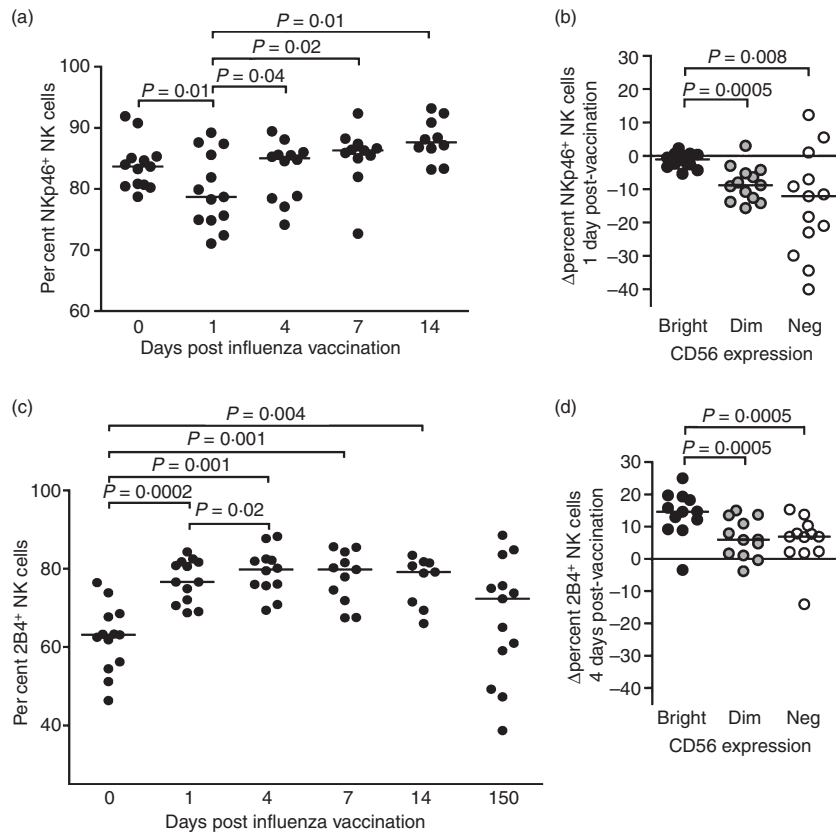 (a)
P = 0·01
P = 0·02
P = 0·01
P = 0·04
100
90
80
70
60
Per cent NKp46⁺ NK cells
0 1 4 7 14
Days post influenza vaccination
(b)
30
20
10
0
–10
–20
–30
–40
P = 0·008
P = 0·0005
Δpercent NKp46⁺ NK cells
1 day post-vaccination
Bright Dim Neg
CD56 expression
(c)
P = 0·004
P = 0·001
P = 0·001
P = 0·0002
P = 0·02
100
80
60
40
Per cent 2B4⁺ NK cells
0 1 4 7 14 150
Days post influenza vaccination
(d)
P = 0·0005
P = 0·0005
30
20
10
0
–10
–20
–30
–40
Δpercent 2B4⁺ NK cells
4 days post-vaccination
Bright Dim Neg
CD56 expression